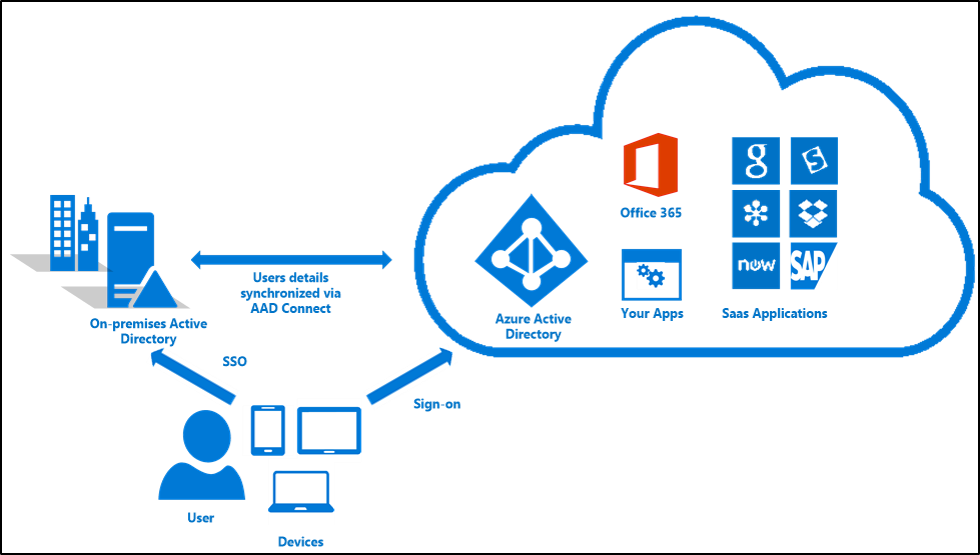 Office 365
g
S
now
SAP
Users details
synchronized via
AAD Connect
Azure Active
Directory
Your Apps
Saas Applications
On-premises Active
Directory
SSO
Sign-on
User
Devices